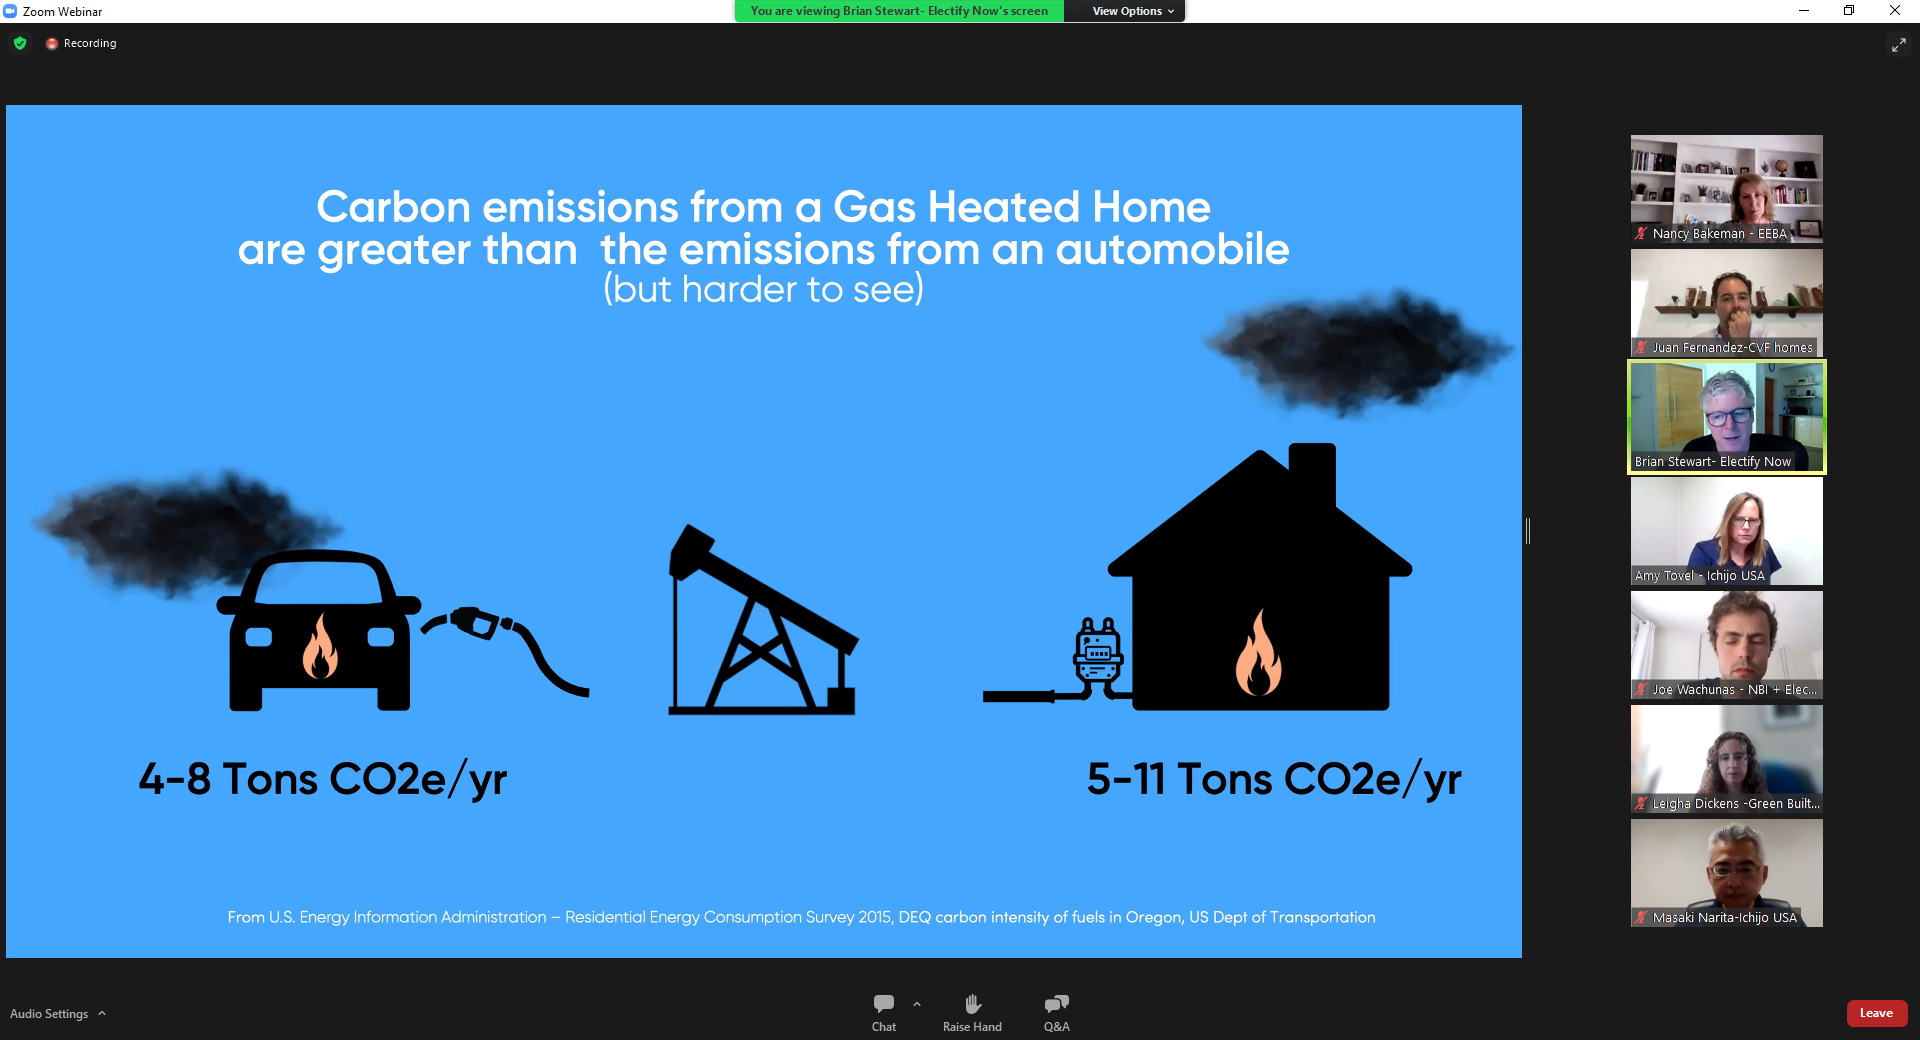 Zoom Webinar
You are viewing Brian Stewart- Electify Now's screen
View Options
Recording
Carbon emissions from a Gas Heated Home
are greater than the emissions from an automobile
(but harder to see)
4-8 Tons CO2e/yr
5-11 Tons CO2e/yr
From U.S. Energy Information Administration – Residential Energy Consumption Survey 2015, DEQ carbon intensity of fuels in Oregon, US Dept of Transportation
Nancy Bakeman - EEBA
Juan Fernandez-CVF homes
Brian Stewart- Electify Now
Amy Tovel - Ichijo USA
Joe Wachunas - NBI + Elec...
Leigha Dickens -Green Built...
Masaki Narita-Ichijo USA
Audio Settings
Chat
Raise Hand
Q&A
Leave